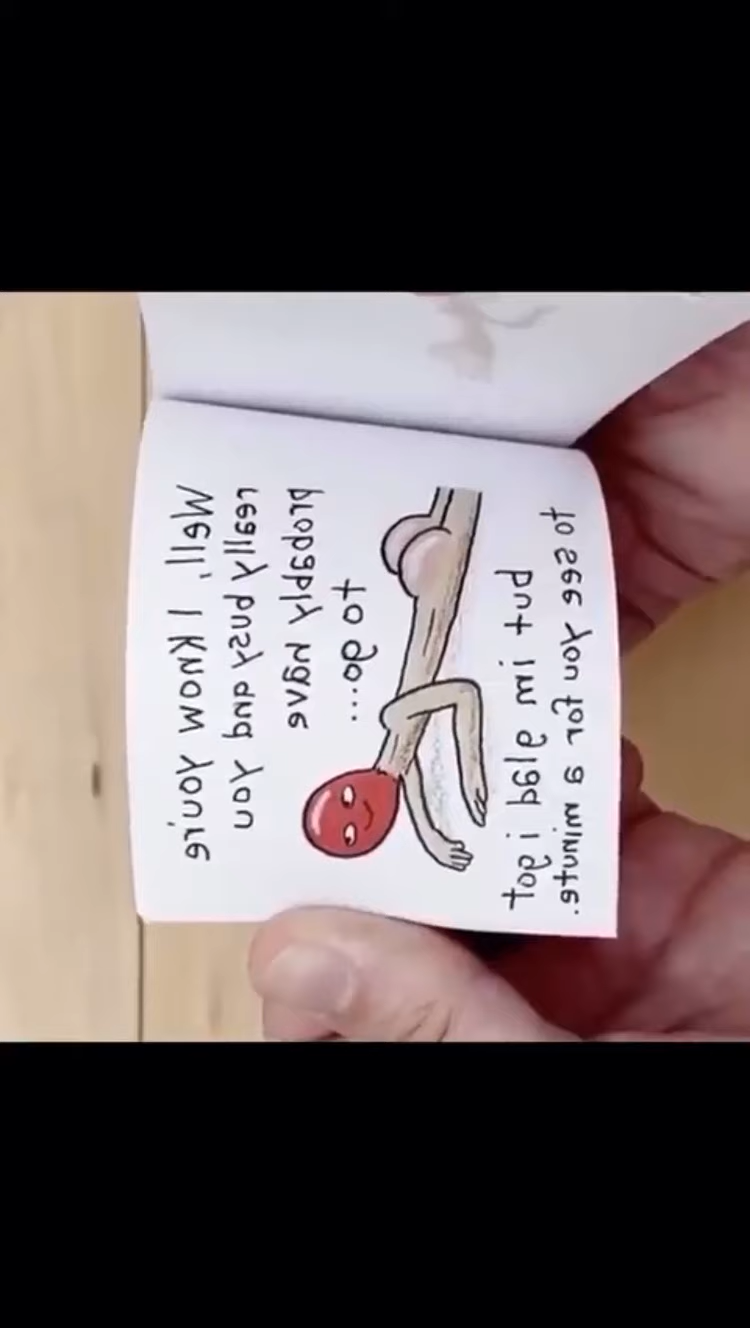 Well, I know you're
really busy and you
probably have
to go...
but im glad i got
to see you for a minute.